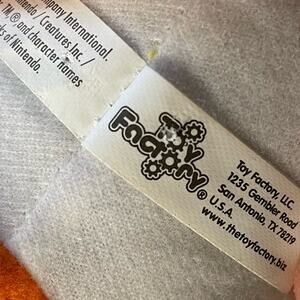 ompany International.
ntendo / Creatures Inc. /
TM, ®, and character names
rks of Nintendo.
Toy
Factory®
Toy Factory, LLC
1235 Gembler Road
San Antonio, TX 78219
U.S.A.
www.thetoyfactory.biz